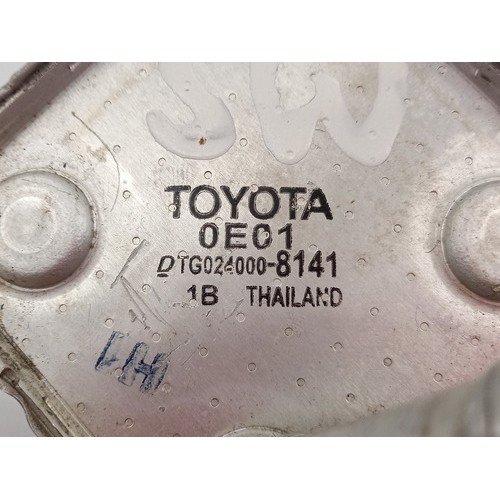 TOYOTA
0E01
DTG024000-8141
1B THAILAND